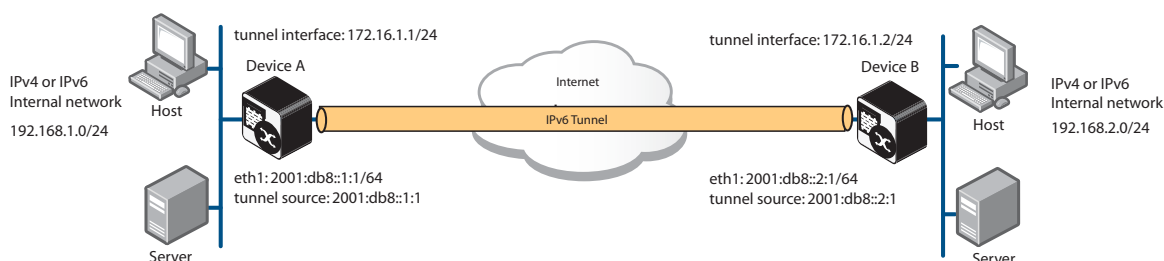 tunnel interface: 172.16.1.1/24
Device A
IPv4 or IPv6
Internal network
192.168.1.0/24
Host
eth1: 2001:db8::1:1/64
tunnel source: 2001:db8::1:1
Server
Internet
IPv6 Tunnel
tunnel interface: 172.16.1.2/24
Device B
IPv4 or IPv6
Internal network
192.168.2.0/24
Host
eth1: 2001:db8::2:1/64
tunnel source: 2001:db8::2:1
Server